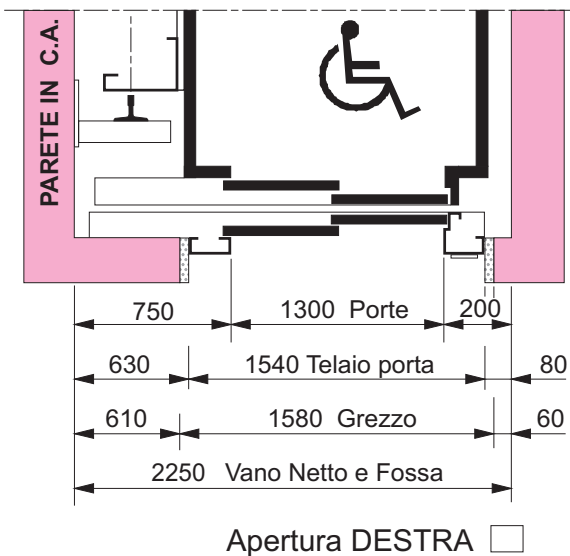 PARETE IN C.A.
750 1300 Porte 200
630 1540 Telaio porta 80
610 1580 Grezzo 60
2250 Vano Netto e Fossa
Apertura DESTRA